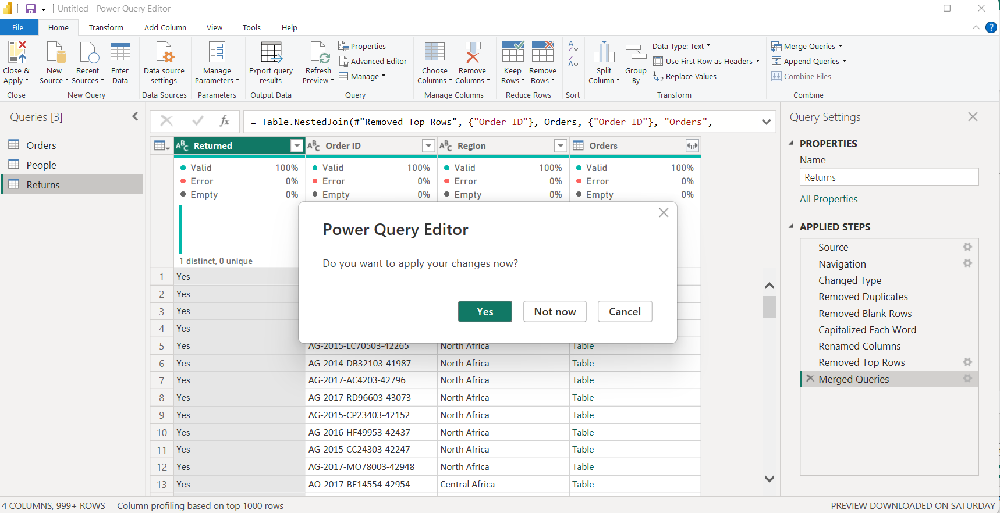 Untitled - Power Query Editor
File Home Transform Add Column View Tools Help
Close & Apply
Close
New Source
Recent Sources
Enter Data
New Query
Data source settings
Data Sources
Manage Parameters
Parameters
Export query results
Output Data
Refresh Preview
Properties
Advanced Editor
Manage
Query
Choose Columns
Remove Columns
Manage Columns
Keep Rows
Remove Rows
Reduce Rows
Sort
Split Column
Group By
Data Type: Text
Use First Row as Headers
Replace Values
Transform
Merge Queries
Append Queries
Combine Files
Combine
Queries [3]
Orders
People
Returns
fx
= Table.NestedJoin(#"Removed Top Rows", {"Order ID"}, Orders, {"Order ID"}, "Orders",
Returned Order ID Region Orders
Valid 100% Valid 100% Valid 100% Valid 100%
Error 0% Error 0% Error 0% Error 0%
Empty 0% Empty 0% Empty 0% Empty 0%
1 distinct, 0 unique
1 Yes
2 Yes
3 Yes
4 Yes
5 Yes AG-2015-LC70503-42265 North Africa Table
6 Yes AG-2014-DB32103-41987 North Africa Table
7 Yes AG-2017-AC4203-42796 North Africa Table
8 Yes AG-2017-RD96603-43073 North Africa Table
9 Yes AG-2015-CP23403-42152 North Africa Table
10 Yes AG-2016-HF49953-42437 North Africa Table
11 Yes AG-2015-CC24303-42247 North Africa Table
12 Yes AG-2017-MO78003-42948 North Africa Table
13 Yes AO-2017-BE14554-42954 Central Africa Table
Power Query Editor
Do you want to apply your changes now?
Yes Not now Cancel
Query Settings
PROPERTIES
Name
Returns
All Properties
APPLIED STEPS
Source
Navigation
Changed Type
Removed Duplicates
Removed Blank Rows
Capitalized Each Word
Renamed Columns
Removed Top Rows
Merged Queries
4 COLUMNS, 999+ ROWS Column profiling based on top 1000 rows
PREVIEW DOWNLOADED ON SATURDAY